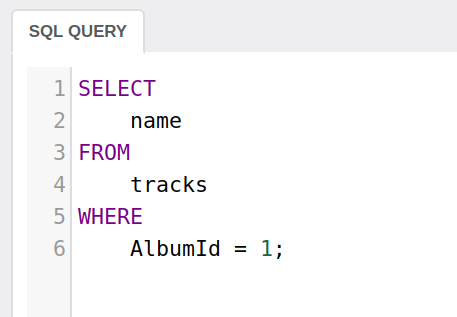 SQL QUERY
1 SELECT
2     name
3 FROM
4     tracks
5 WHERE
6     AlbumId = 1;